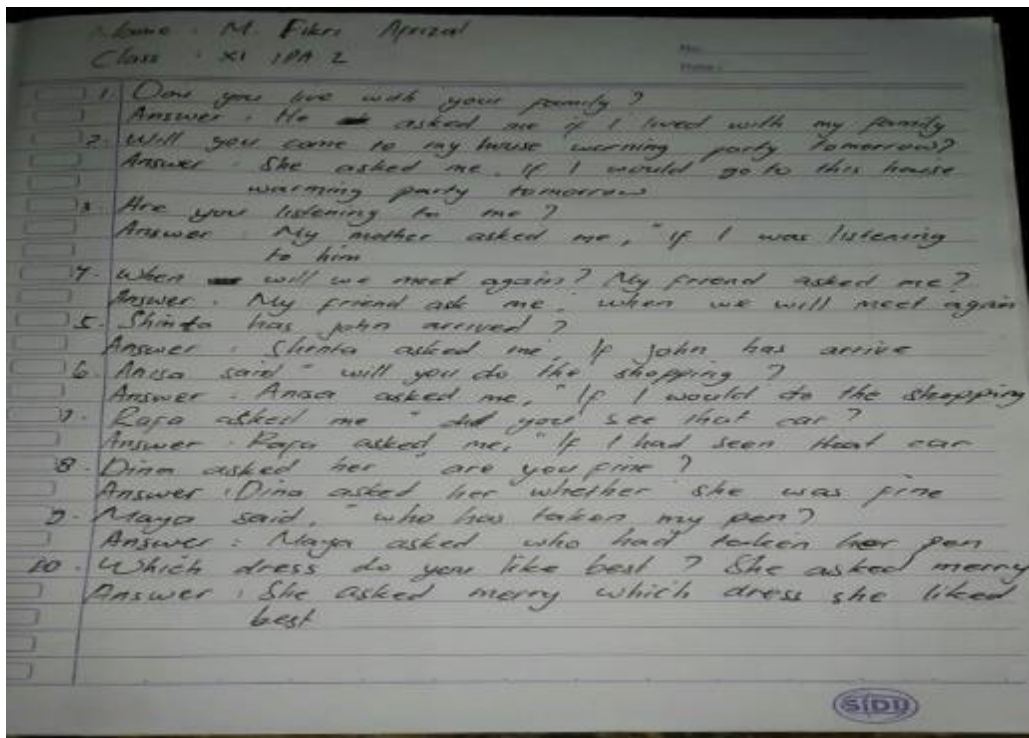 Name : M. Fikri Aprizal
Class : XI IPA 2
No :
Date :
1. Does you live with your family ?
Answer : He asked me if I lived with my family
2. Will you come to my house warming party tomorrow?
Answer : She asked me, if I would go to this house
warming party tomorrow
3. Are you listening to me ?
Answer : My mother asked me, "if I was listening
to him
4. When will we meet again? My friend asked me?
Answer : My friend ask me, when we will meet again
5. Shinta has john arrived ?
Answer : Shinta asked me, If John has arrive
6. Anisa said " will you do the shopping ?
Answer : Anisa asked me, "If I would do the shopping
7. Rafa asked me " did you see that car ?
Answer : Rafa asked me, "If I had seen that car
8. Dina asked her " are you fine ?
Answer : Dina asked her whether she was fine
9. Maya said, "who has taken my pen?
Answer : Maya asked who had taken her pen
10. Which dress do you like best ? She asked merry
Answer : She asked merry which dress she liked
best
SIDU